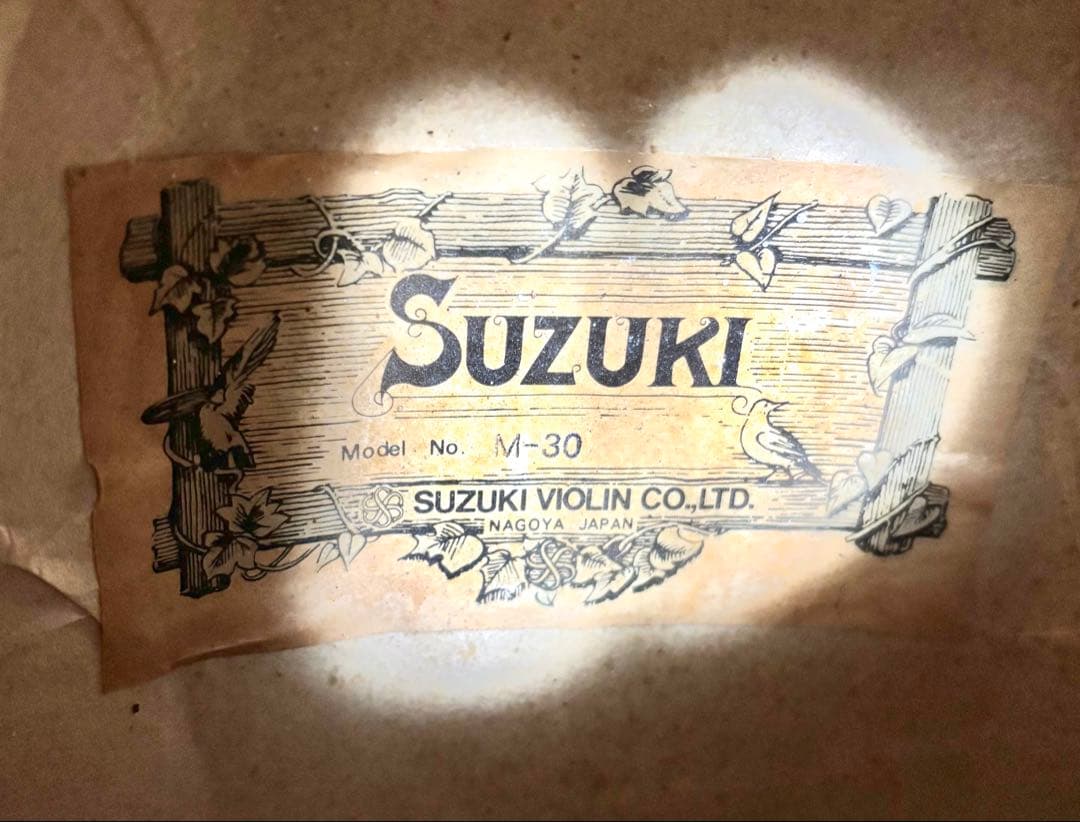 SUZUKI
Model No. M-30
SUZUKI VIOLIN CO.,LTD.
NAGOYA JAPAN